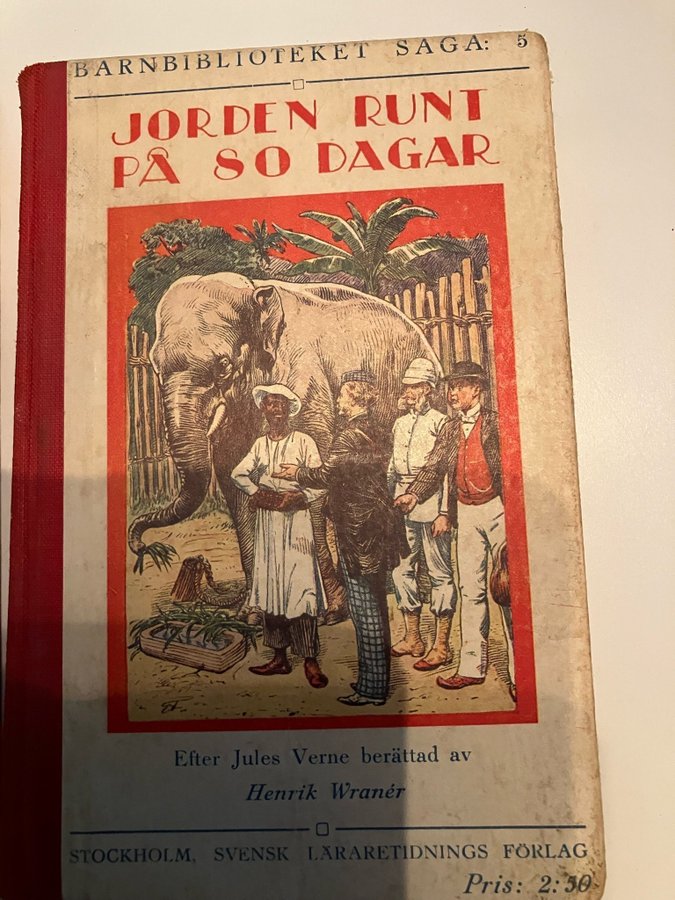 BARNBIBLIOTEKET SAGA: 5
JORDEN RUNT
PÅ 80 DAGAR
Efter Jules Verne berättad av
Henrik Wranér
STOCKHOLM, SVENSK LÄRARETIDNINGS FÖRLAG
Pris: 2:50